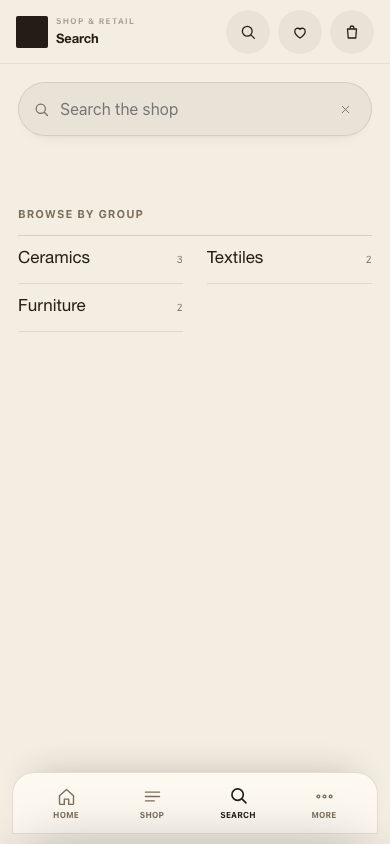 SHOP & RETAIL
Search
Search the shop
BROWSE BY GROUP
Ceramics 3
Textiles 2
Furniture 2
HOME
SHOP
SEARCH
MORE